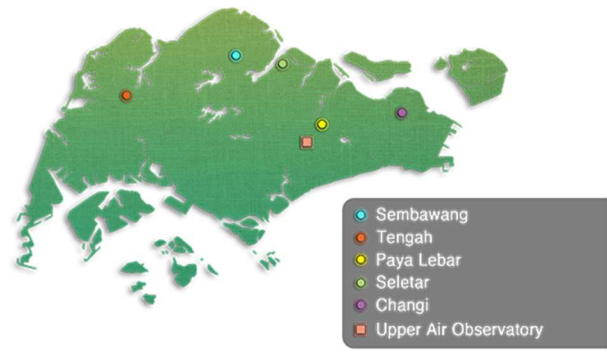 Sembawang
Tengah
Paya Lebar
Seletar
Changi
Upper Air Observatory